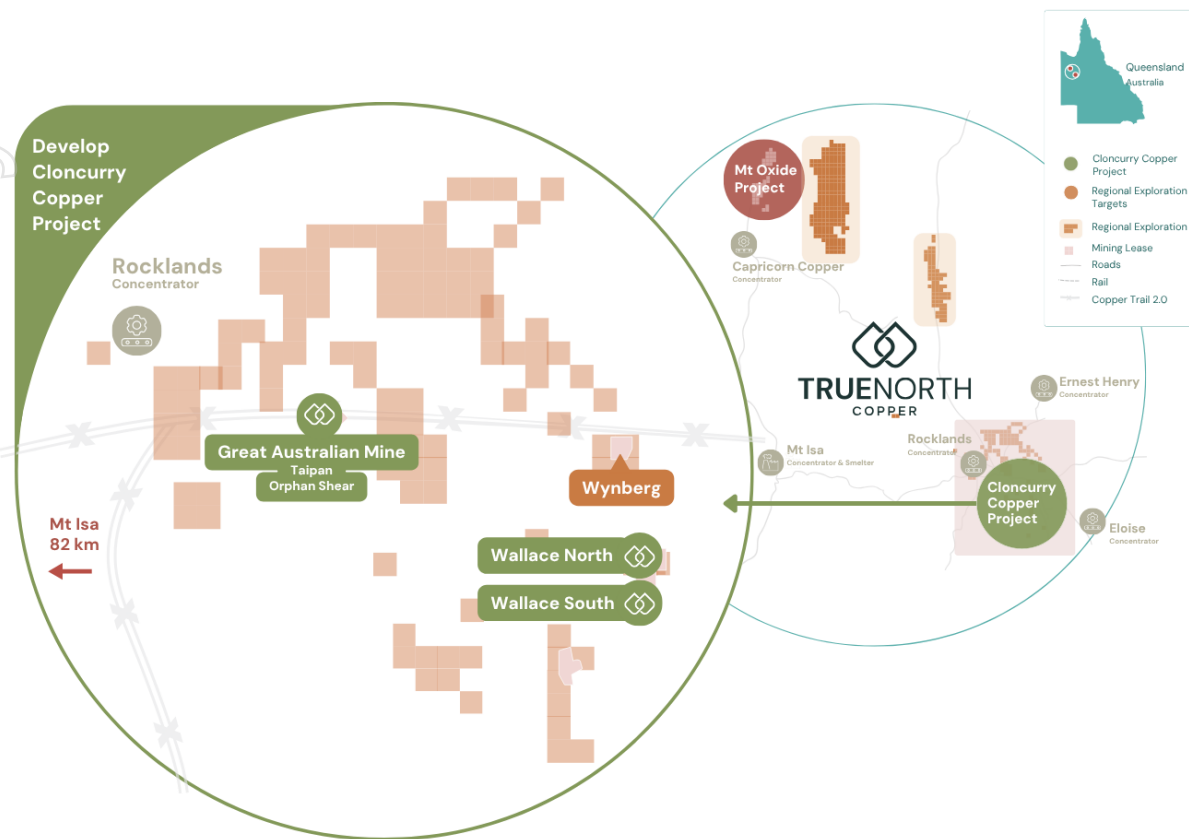 Develop
Cloncurry
Copper
Project
Rocklands
Concentrator
Great Australian Mine
Taipan
Orphan Shear
Wynberg
Mt Isa
82 km
Wallace North
Wallace South
Mt Oxide
Project
Capricorn Copper
Concentrator
TRUENORTH
COPPER
Ernest Henry
Concentrator
Rocklands
Concentrator
Mt Isa
Concentrator & Smelter
Cloncurry
Copper
Project
Eloise
Concentrator
Queensland
Australia
Cloncurry Copper
Project
Regional Exploration
Targets
Regional Exploration
Mining Lease
Roads
Rail
Copper Trail 2.0